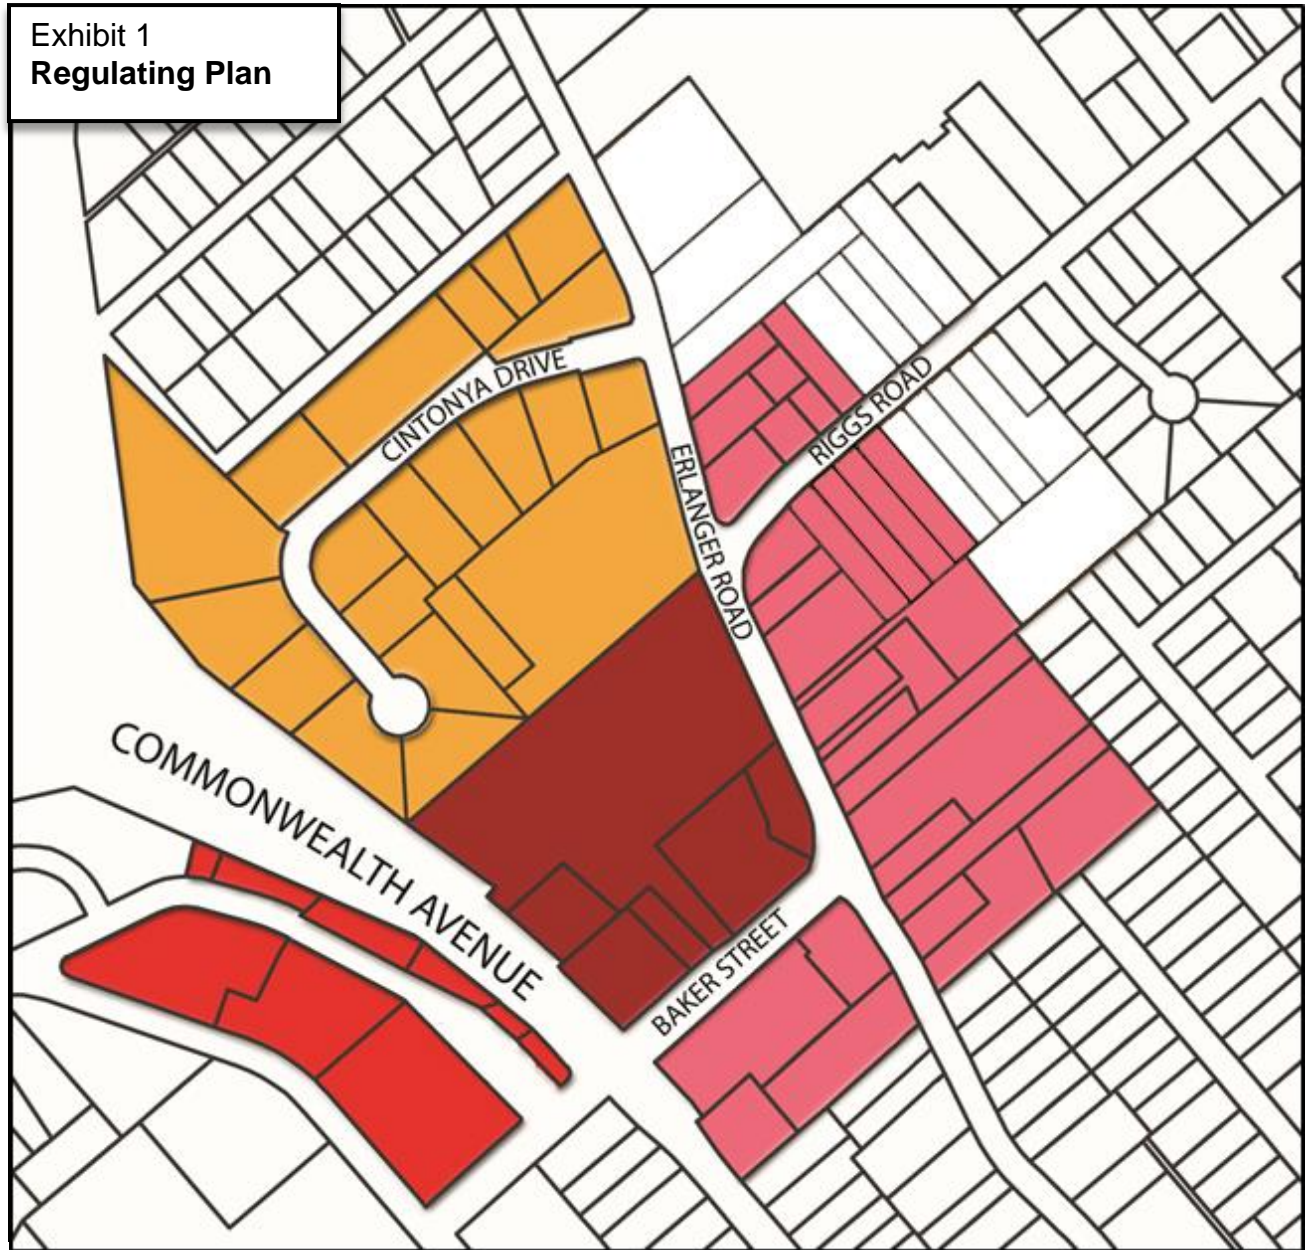 Exhibit 1
Regulating Plan
CINTONYA DRIVE
RIGGS ROAD
ERLANGER ROAD
COMMONWEALTH AVENUE
BAKER STREET